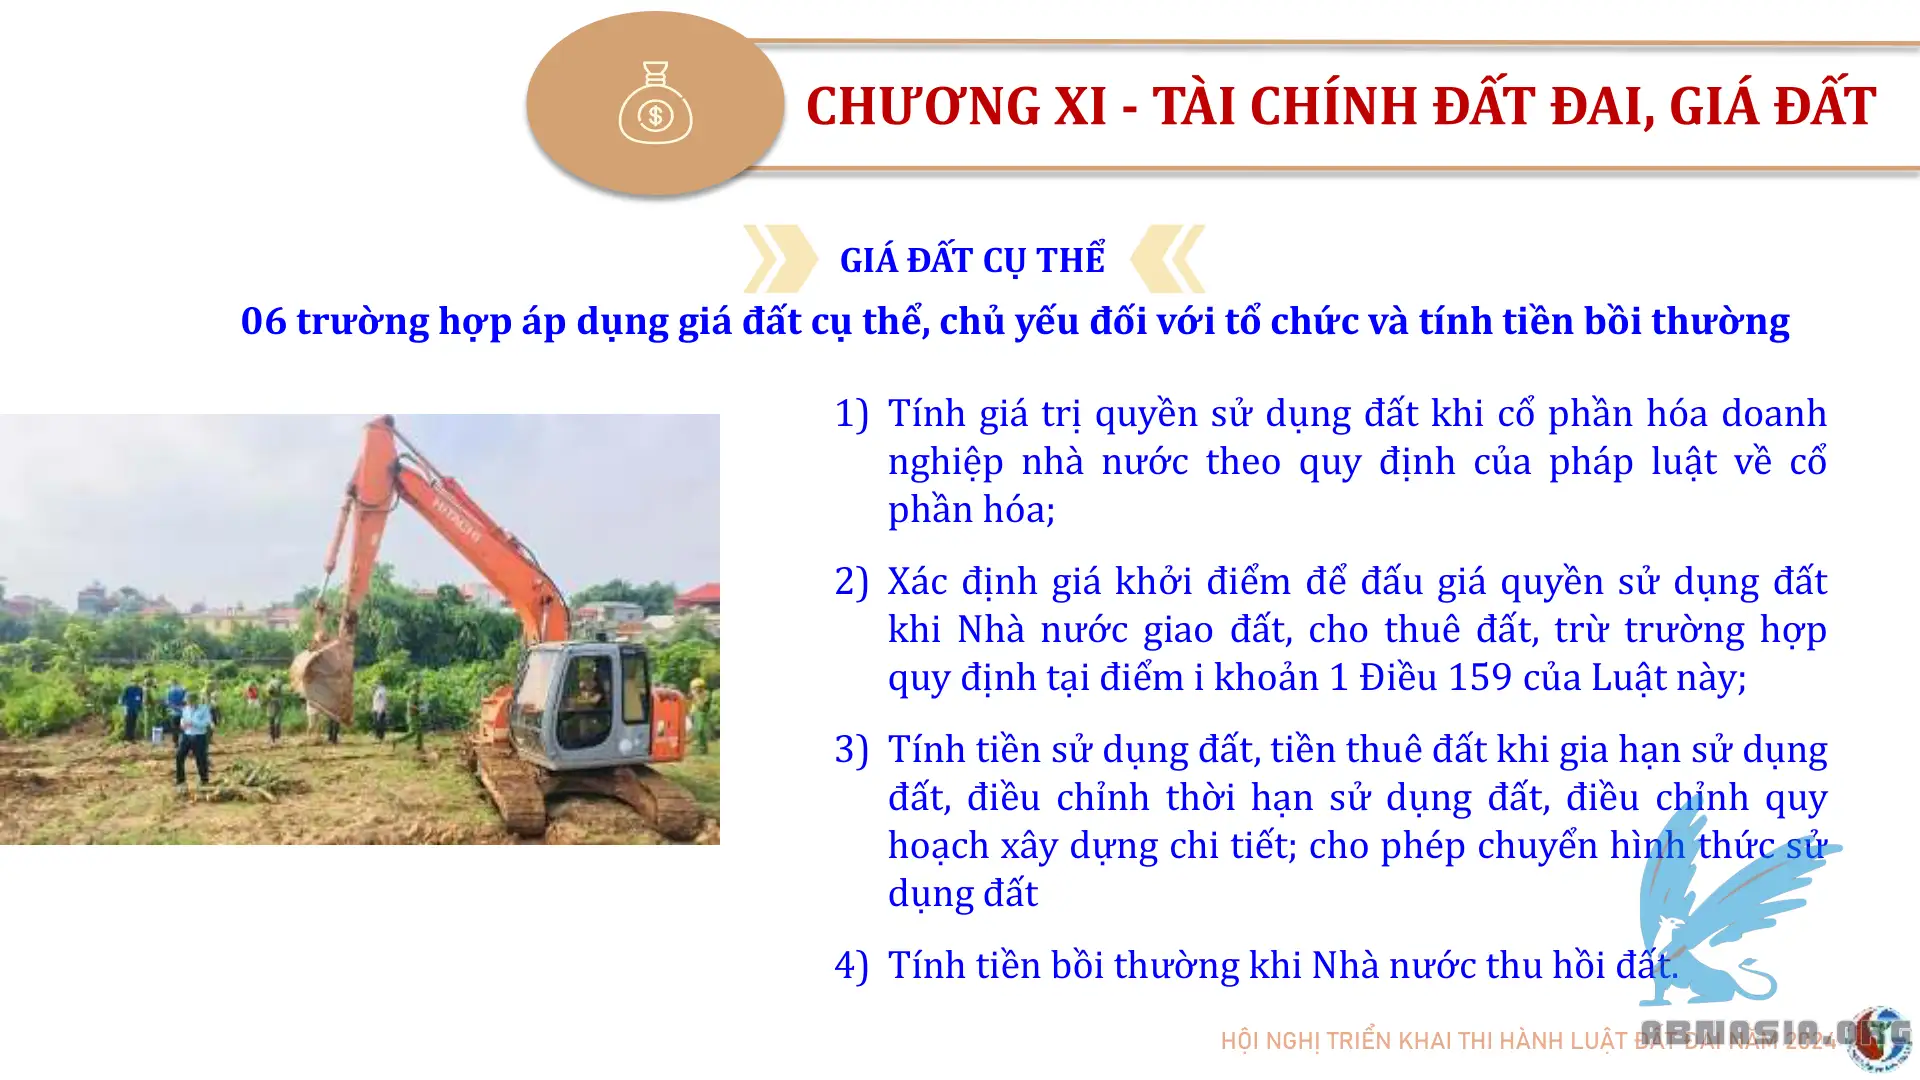 CHƯƠNG XI - TÀI CHÍNH ĐẤT ĐAI, GIÁ ĐẤT
GIÁ ĐẤT CỤ THỂ
06 trường hợp áp dụng giá đất cụ thể, chủ yếu đối với tổ chức và tính tiền bồi thường
1) Tính giá trị quyền sử dụng đất khi cổ phần hóa doanh
nghiệp nhà nước theo quy định của pháp luật về cổ
phần hóa;
2) Xác định giá khởi điểm để đấu giá quyền sử dụng đất
khi Nhà nước giao đất, cho thuê đất, trừ trường hợp
quy định tại điểm i khoản 1 Điều 159 của Luật này;
3) Tính tiền sử dụng đất, tiền thuê đất khi gia hạn sử dụng
đất, điều chỉnh thời hạn sử dụng đất, điều chỉnh quy
hoạch xây dựng chi tiết; cho phép chuyển hình thức sử
dụng đất
4) Tính tiền bồi thường khi Nhà nước thu hồi đất.
HITACHI
HỘI NGHỊ TRIỂN KHAI THI HÀNH LUẬT ĐẤT ĐAI NĂM 2024
ABMASIA.ORG